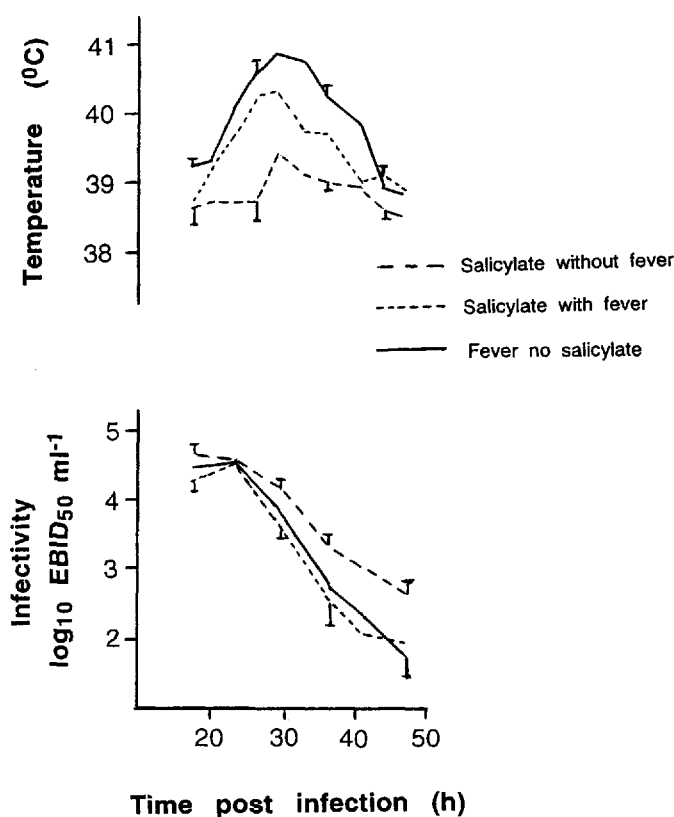 Temperature (⁰C)
41
40
39
38
Salicylate without fever
Salicylate with fever
Fever no salicylate
Infectivity
log₁₀ EBID₅₀ ml⁻¹
5
4
3
2
20 30 40 50
Time post infection (h)